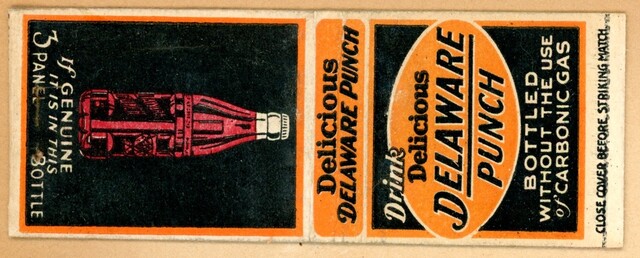 If GENUINE
IT IS IN THIS
3 PANEL BOTTLE
Delicious
DELAWARE PUNCH
Drink
Delicious
DELAWARE
PUNCH
BOTTLED
WITHOUT THE USE
of CARBONIC GAS
CLOSE COVER BEFORE STRIKING MATCH